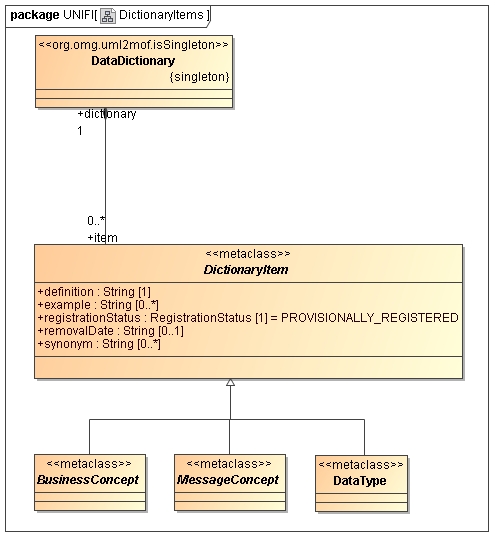 package UNIFI[ DictionaryItems ]
<<org.omg.uml2mof.isSingleton>>
DataDictionary
{singleton}
+dictionary
1
0..*
+item
<<metaclass>>
DictionaryItem
+definition : String [1]
+example : String [0..*]
+registrationStatus : RegistrationStatus [1] = PROVISIONALLY_REGISTERED
+removalDate : String [0..1]
+synonym : String [0..*]
<<metaclass>>
BusinessConcept
<<metaclass>>
MessageConcept
<<metaclass>>
DataType